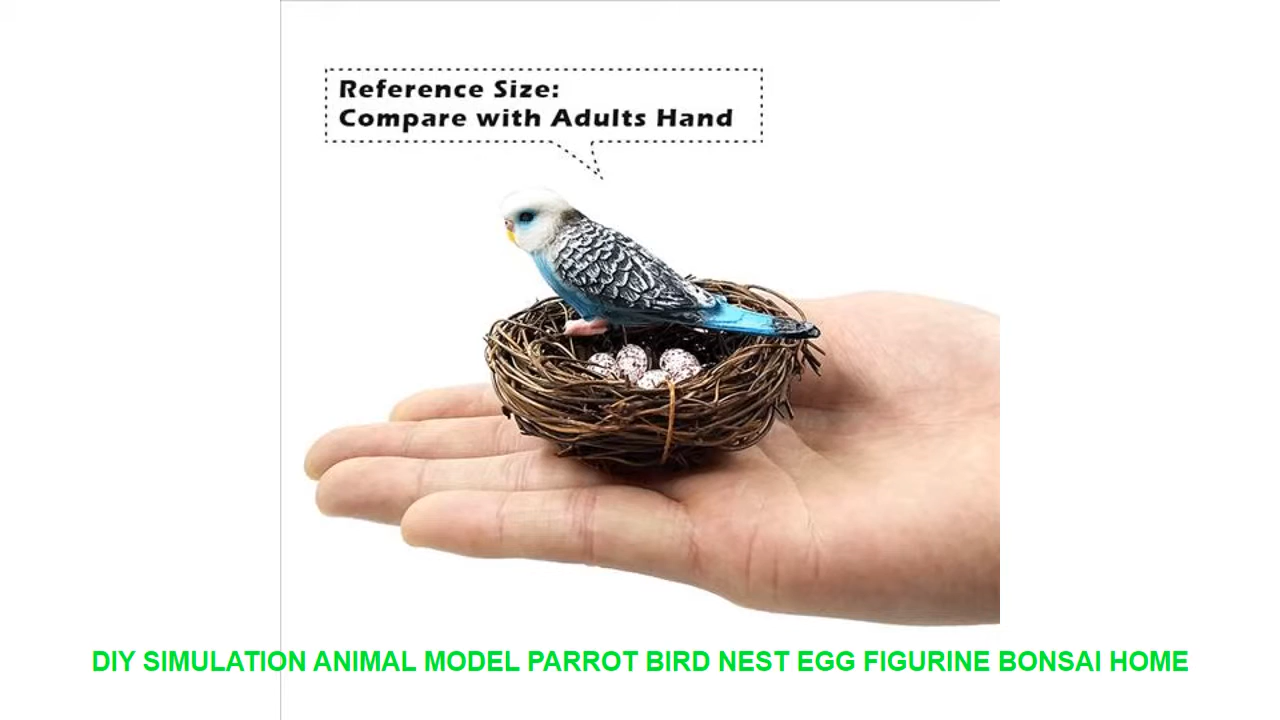 Reference Size:
Compare with Adults Hand
DIY SIMULATION ANIMAL MODEL PARROT BIRD NEST EGG FIGURINE BONSAI HOME